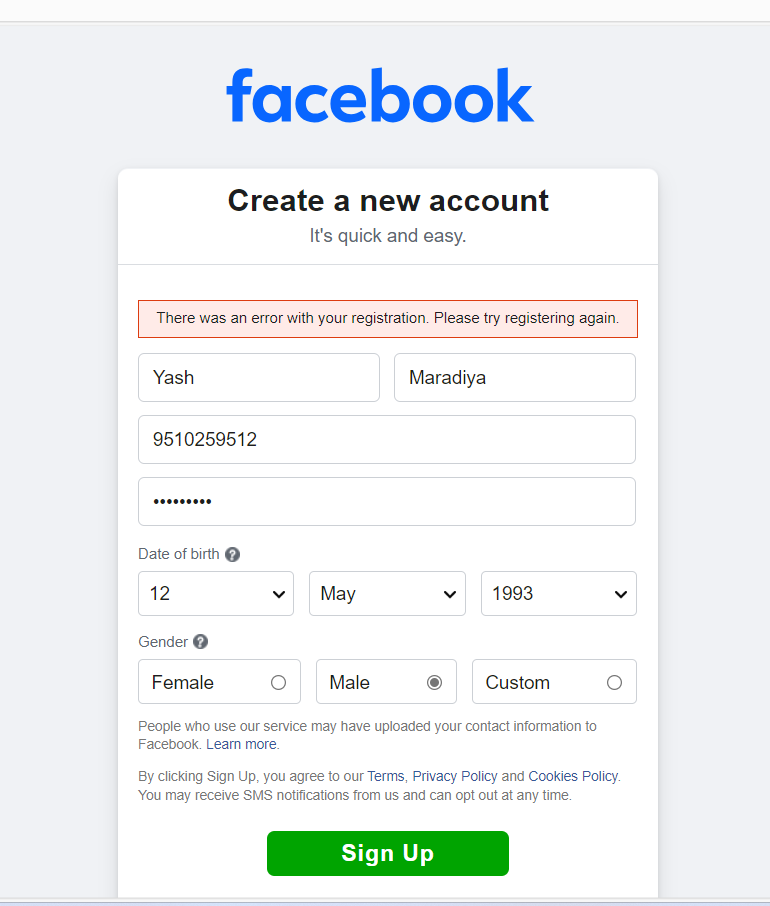 facebook
Create a new account
It's quick and easy.
There was an error with your registration. Please try registering again.
Yash Maradiya
9510259512
•••••••••
Date of birth ?
12 May 1993
Gender ?
Female Male Custom
People who use our service may have uploaded your contact information to
Facebook. Learn more.
By clicking Sign Up, you agree to our Terms, Privacy Policy and Cookies Policy.
You may receive SMS notifications from us and can opt out at any time.
Sign Up